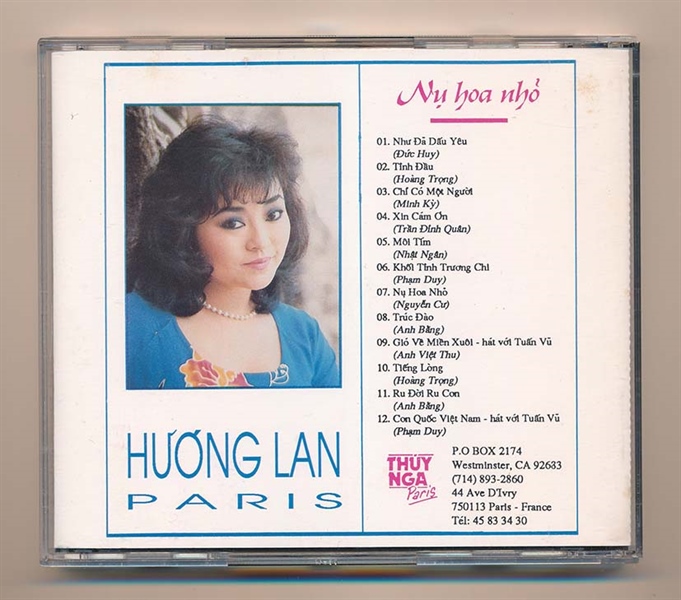 Nụ hoa nhỏ
01. Như Đã Dấu Yêu
(Đức Huy)
02. Tình Đầu
(Hoàng Trọng)
03. Chỉ Có Một Người
(Minh Kỳ)
04. Xin Cám Ơn
(Trần Đình Quân)
05. Môi Tím
(Nhật Ngân)
06. Khối Tình Trương Chi
(Phạm Duy)
07. Nụ Hoa Nhỏ
(Nguyễn Cư)
08. Trúc Đào
(Anh Bằng)
09. Gió Về Miền Xuôi - hát với Tuấn Vũ
(Anh Việt Thu)
10. Tiếng Lòng
(Hoàng Trọng)
11. Ru Đời Ru Con
(Anh Bằng)
12. Con Quốc Việt Nam - hát với Tuấn Vũ
(Phạm Duy)
HƯƠNG LAN
PARIS
THÚY
NGA
Paris
P.O BOX 2174
Westminster, CA 92683
(714) 893-2860
44 Ave D'Ivry
750113 Paris - France
Tél: 45 83 34 30